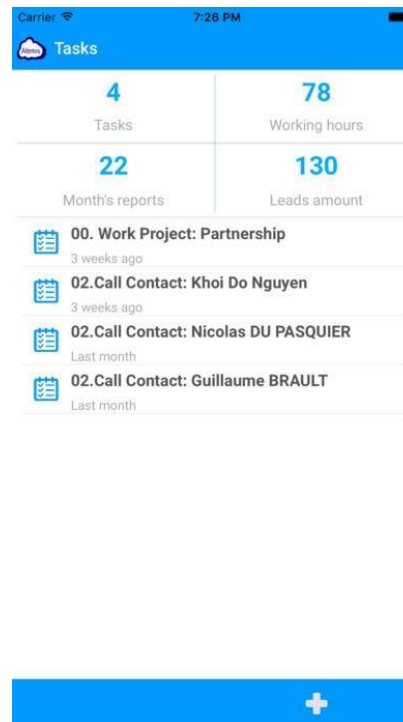 Carrier 7:26 PM
Atemis Tasks
4 78
Tasks Working hours
22 130
Month's reports Leads amount
00. Work Project: Partnership
3 weeks ago
02.Call Contact: Khoi Do Nguyen
3 weeks ago
02.Call Contact: Nicolas DU PASQUIER
Last month
02.Call Contact: Guillaume BRAULT
Last month